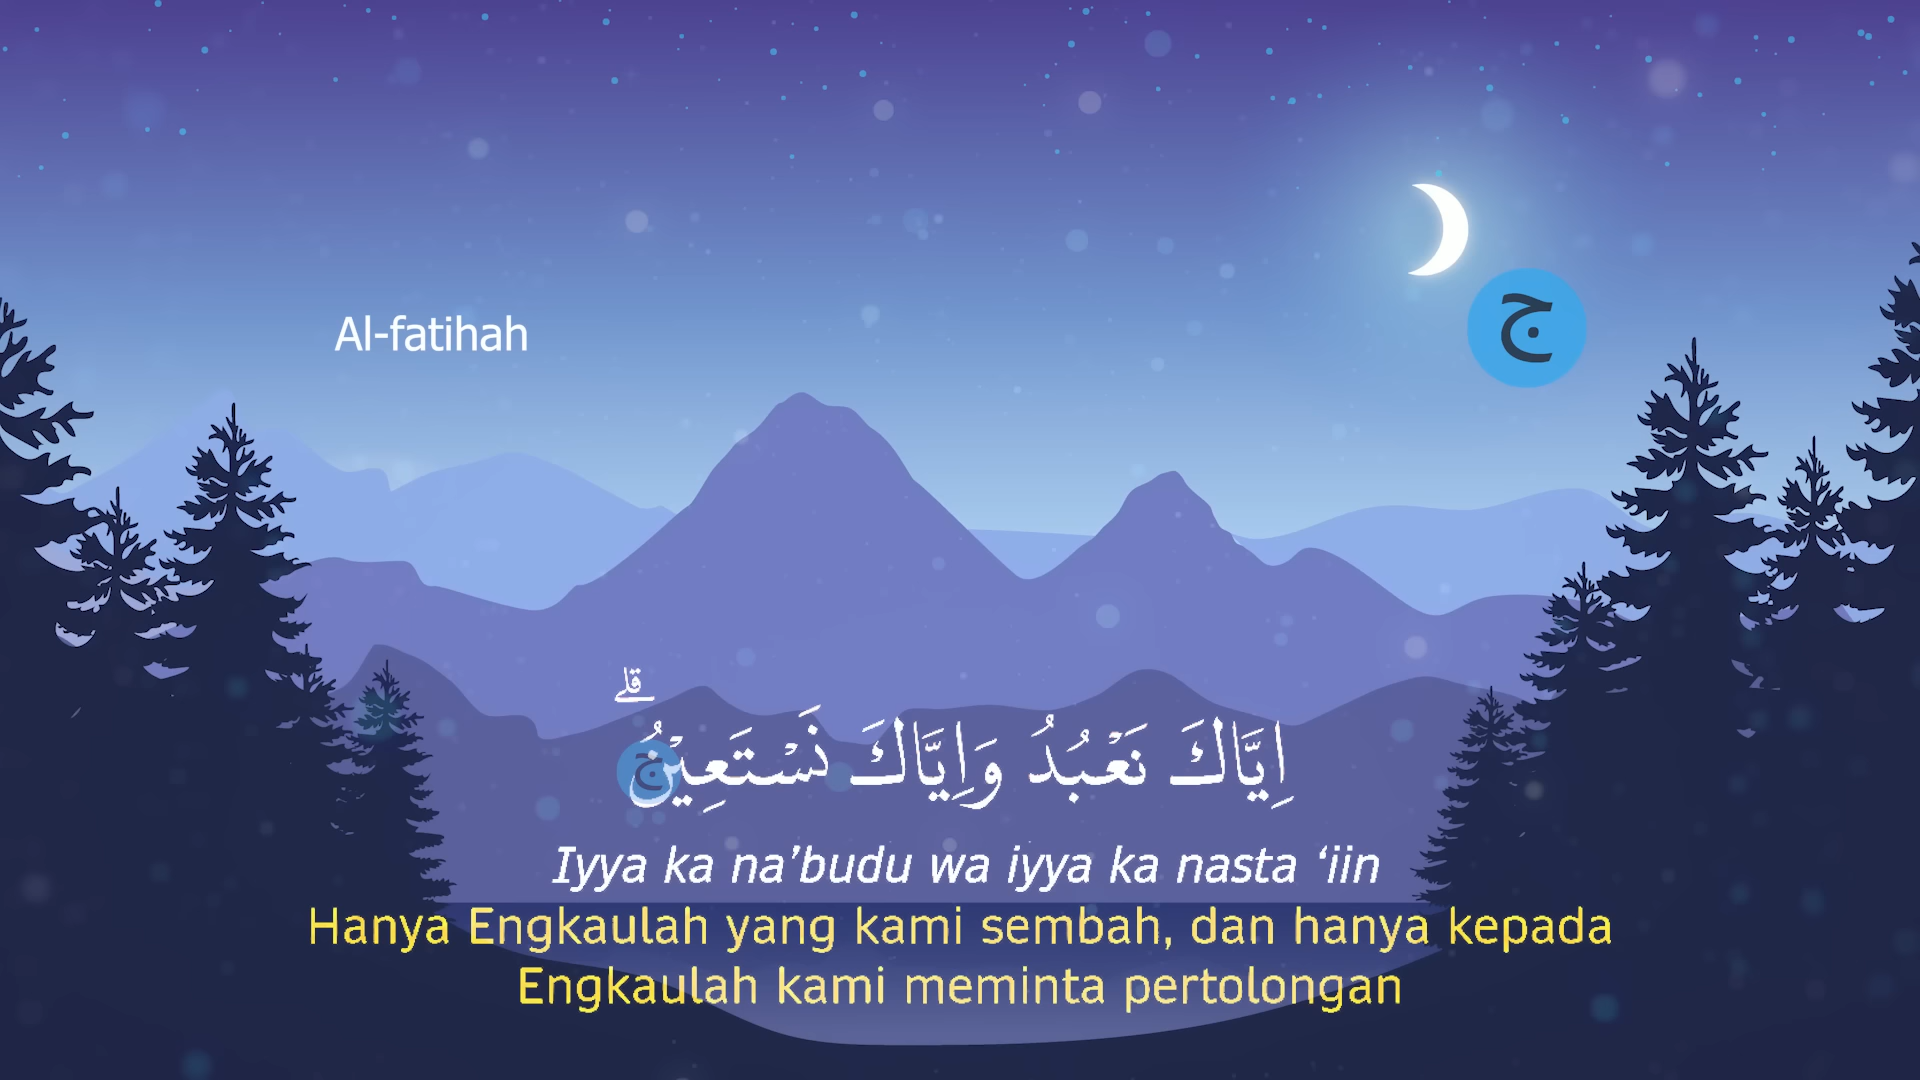 Al-fatihah
ج
اِيَّاكَ نَعْبُدُ وَاِيَّاكَ نَسْتَعِيْنُۗ
ج
Iyya ka na’budu wa iyya ka nasta ‘iin
Hanya Engkaulah yang kami sembah, dan hanya kepada
Engkaulah kami meminta pertolongan